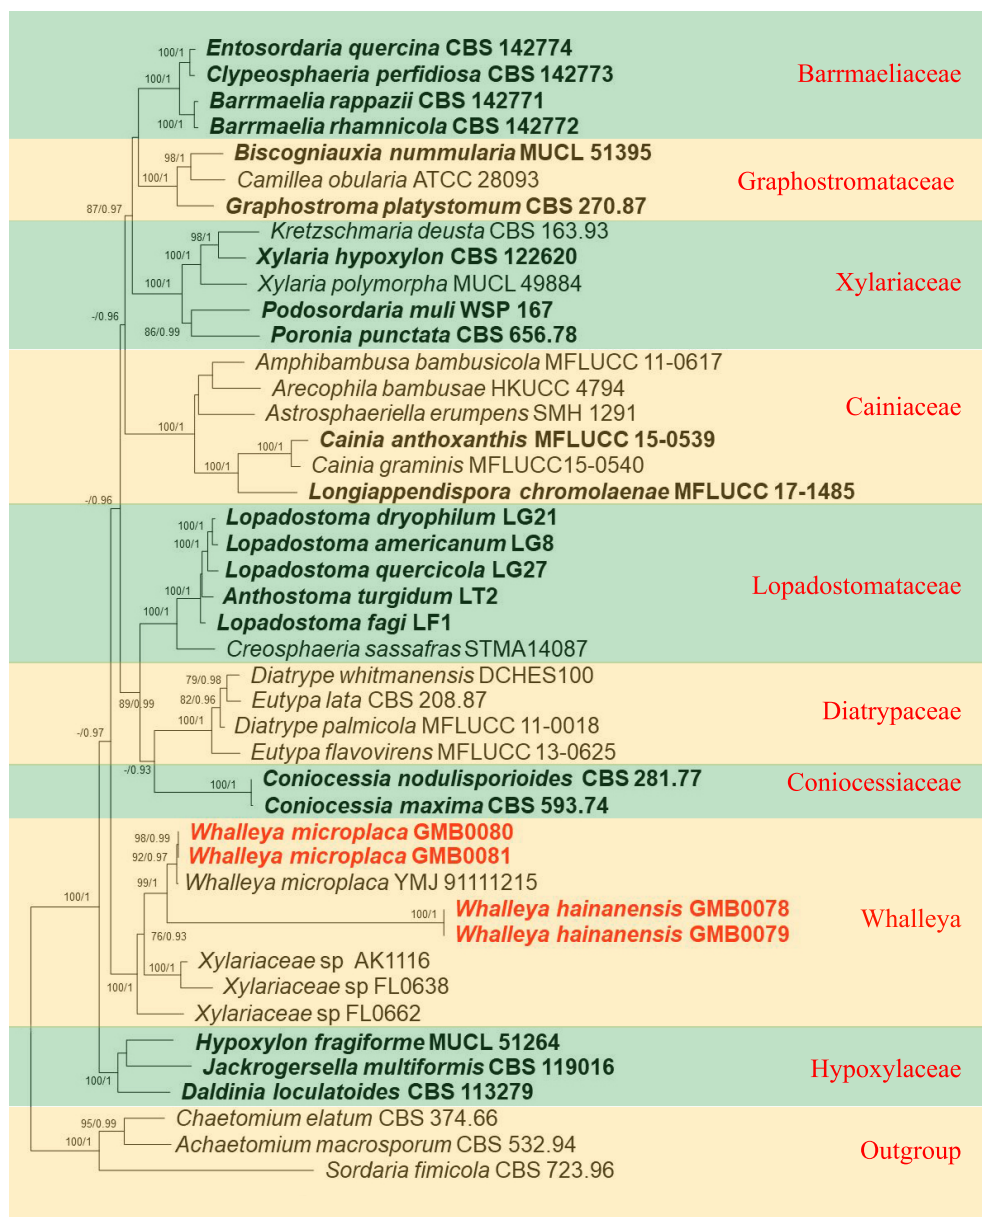 100/1
Entosordaria quercina CBS 142774
100/1
Clypeosphaeria perfidiosa CBS 142773
Barrmaeliaceae
Barrmaelia rappazii CBS 142771
100/1
Barrmaelia rhamnicola CBS 142772
98/1
Biscogniauxia nummularia MUCL 51395
100/1
Camillea obularia ATCC 28093
Graphostromataceae
87/0.97
Graphostroma platystomum CBS 270.87
98/1
Kretzschmaria deusta CBS 163.93
100/1
Xylaria hypoxylon CBS 122620
100/1
Xylaria polymorpha MUCL 49884
Xylariaceae
-/0.96
Podosordaria muli WSP 167
86/0.99
Poronia punctata CBS 656.78
Amphibambusa bambusicola MFLUCC 11-0617
Arecophila bambusae HKUCC 4794
Cainiaceae
100/1
Astrosphaeriella erumpens SMH 1291
100/1
Cainia anthoxanthis MFLUCC 15-0539
100/1
Cainia graminis MFLUCC15-0540
Longiappendispora chromolaenae MFLUCC 17-1485
-/0.96
100/1
Lopadostoma dryophilum LG21
100/1
Lopadostoma americanum LG8
Lopadostoma quercicola LG27
Lopadostomataceae
100/1
Anthostoma turgidum LT2
100/1
Lopadostoma fagi LF1
Creosphaeria sassafras STMA14087
79/0.98
Diatrype whitmanensis DCHES100
82/0.96
Eutypa lata CBS 208.87
89/0.99
Diatrypaceae
100/1
Diatrype palmicola MFLUCC 11-0018
-/0.97
Eutypa flavovirens MFLUCC 13-0625
-/0.93
Coniocessia nodulisporioides CBS 281.77
Coniocessiaceae
100/1
Coniocessia maxima CBS 593.74
98/0.99
Whalleya microplaca GMB0080
92/0.97
Whalleya microplaca GMB0081
99/1
Whalleya microplaca YMJ 91111215
100/1
100/1
Whalleya hainanensis GMB0078
Whalleya
76/0.93
Whalleya hainanensis GMB0079
100/1
Xylariaceae sp AK1116
100/1
Xylariaceae sp FL0638
Xylariaceae sp FL0662
Hypoxylon fragiforme MUCL 51264
Jackrogersella multiformis CBS 119016
Hypoxylaceae
100/1
Daldinia loculatoides CBS 113279
95/0.99
Chaetomium elatum CBS 374.66
100/1
Achaetomium macrosporum CBS 532.94
Outgroup
Sordaria fimicola CBS 723.96